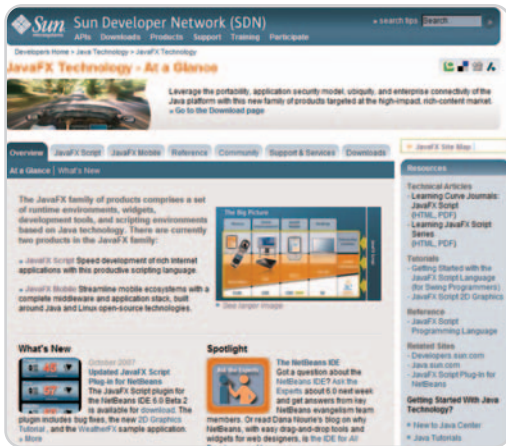 Sun Sun Developer Network (SDN)
» search tips Search
APIs Downloads Products Support Training Participate
Developers Home > Java Technology > JavaFX Technology
JavaFX Technology - At a Glance
Leverage the portability, application security model, ubiquity, and enterprise connectivity of the
Java platform with this new family of products targeted at the high-impact, rich-content market.
» Go to the Download page
Overview JavaFX Script JavaFX Mobile Reference Community Support & Services Downloads
At a Glance | What's New
The JavaFX family of products comprises a set
of runtime environments, widgets,
development tools, and scripting environments
based on Java technology. There are currently
two products in the JavaFX family:
» JavaFX Script Speed development of rich internet
applications with this productive scripting language.
» JavaFX Mobile Streamline mobile ecosystems with a
complete middleware and application stack, built
around Java and Linux open-source technologies.
The Big Picture
See larger image
What's New
October 2007
Updated JavaFX Script
Plug-in for NetBeans
The JavaFX Script plugin for
the NetBeans IDE 6.0 Beta 2
is available for download. The
plugin includes bug fixes, the new 2D Graphics
Tutorial, and the WeatherFX sample application.
» More
Spotlight
Ask the Experts
The NetBeans IDE
Got a question about the
NetBeans IDE? Ask the
Experts about 6.0 next week
and get answers from key
NetBeans evangelism team
members. Or read Dana Nourie's blog on why
NetBeans, with easy drag-and-drop tools and
widgets for web designers, is the IDE for All
JavaFX Site Map
Resources
Technical Articles
- Learning Curve Journals:
JavaFX Script
(HTML, PDF)
- Learning JavaFX Script
Series
(HTML, PDF)
Tutorials
- Getting Started with the
JavaFX Script Language
(for Swing Programmers)
- JavaFX Script 2D Graphics
Reference
- JavaFX Script
Programming Language
Related Sites
- Developers.sun.com
- Java.sun.com
- JavaFX Script Plug-in for
NetBeans
Getting Started With Java
Technology?
» New to Java Center
» Java Tutorials